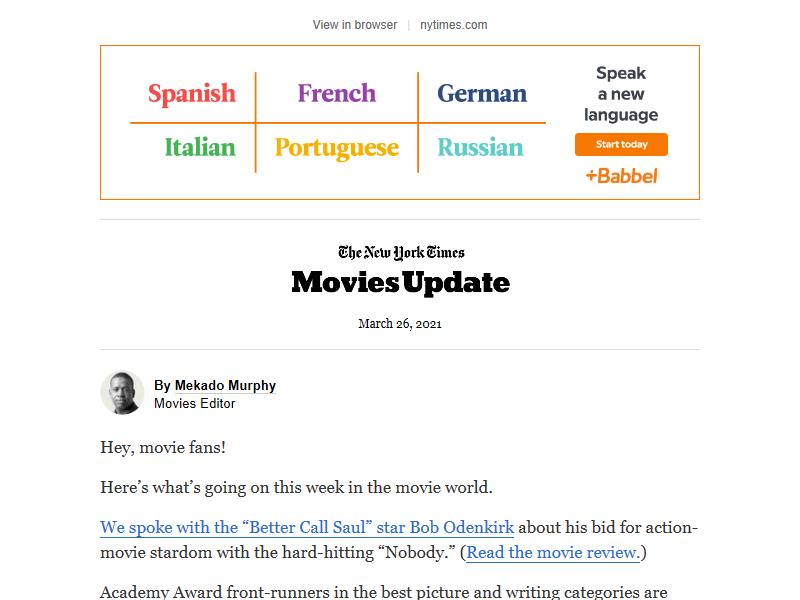 View in browser | nytimes.com
Spanish French German
Italian Portuguese Russian
Speak
a new
language
Start today
+Babbel
The New York Times
Movies Update
March 26, 2021
By Mekado Murphy
Movies Editor
Hey, movie fans!
Here’s what’s going on this week in the movie world.
We spoke with the “Better Call Saul” star Bob Odenkirk about his bid for action-
movie stardom with the hard-hitting “Nobody.” (Read the movie review.)
Academy Award front-runners in the best picture and writing categories are